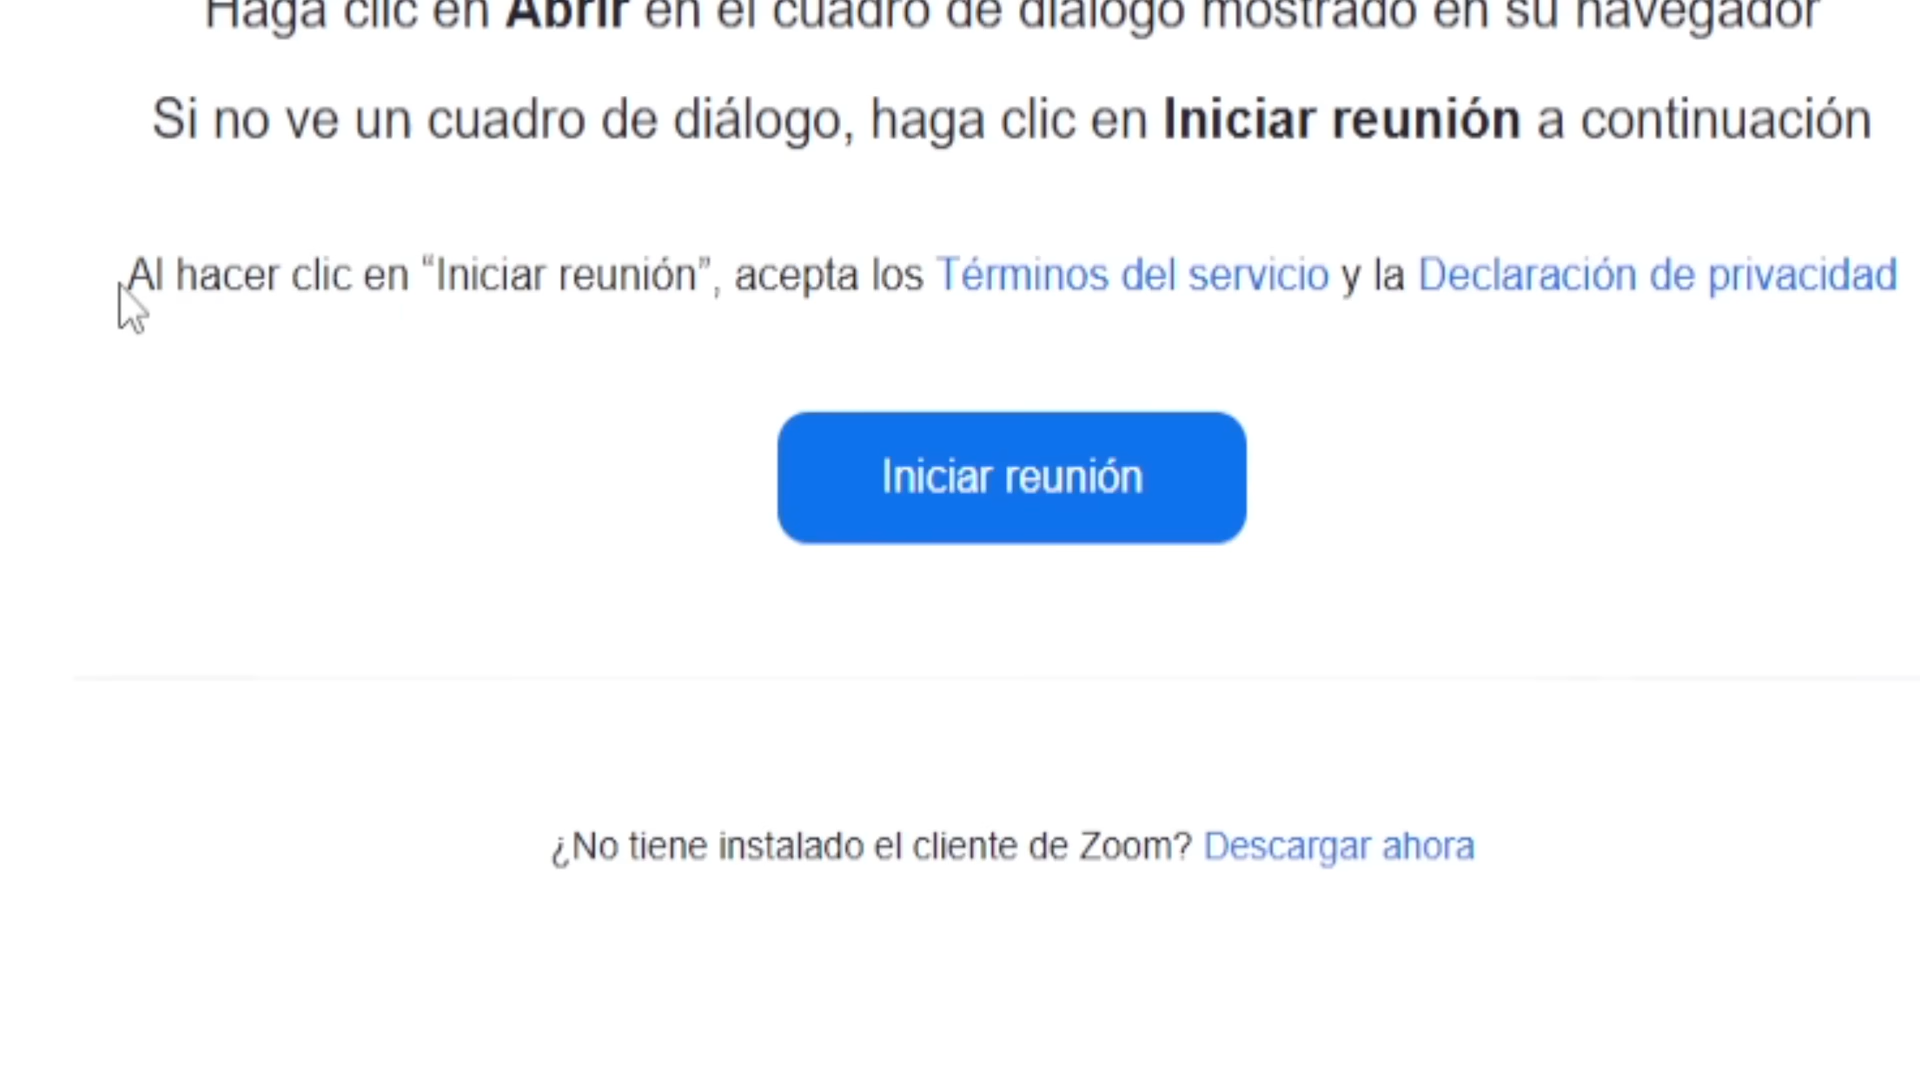 Haga clic en Abrir en el cuadro de diálogo mostrado en su navegador
Si no ve un cuadro de diálogo, haga clic en Iniciar reunión a continuación
Al hacer clic en “Iniciar reunión”, acepta los Términos del servicio y la Declaración de privacidad
Iniciar reunión
¿No tiene instalado el cliente de Zoom? Descargar ahora